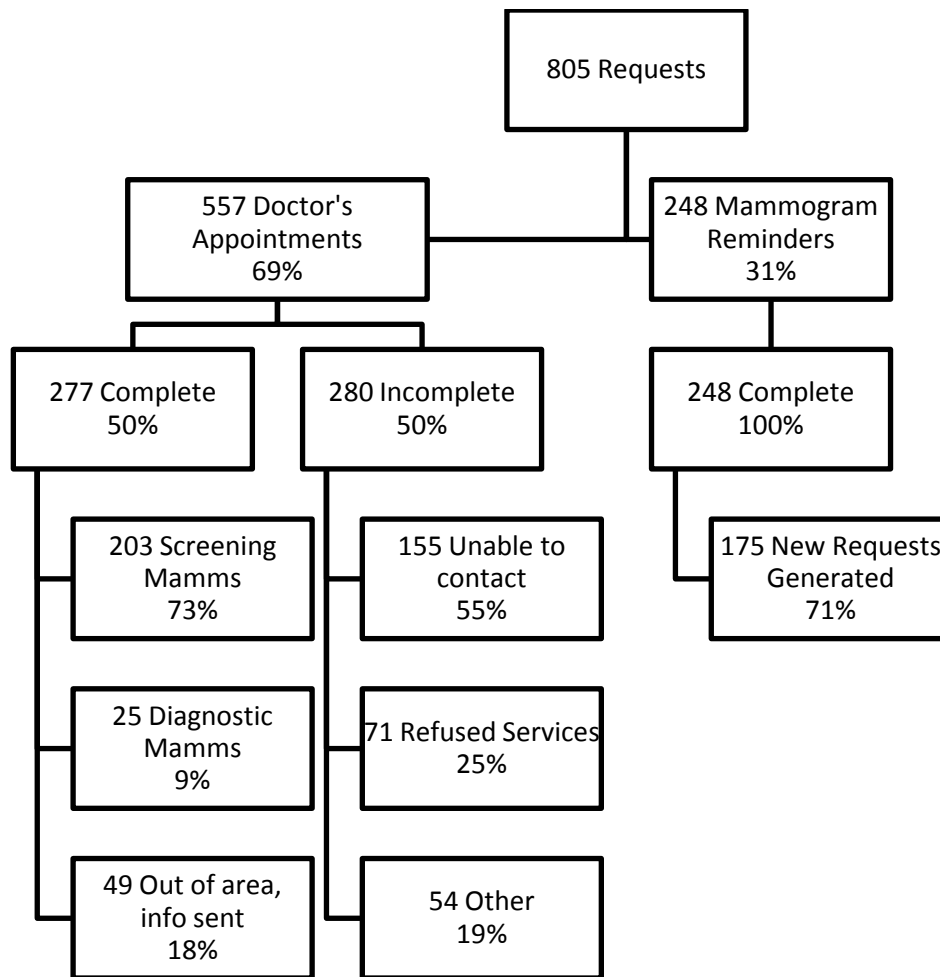 805 Requests
557 Doctor's
Appointments
69%
248 Mammogram
Reminders
31%
277 Complete
50%
280 Incomplete
50%
248 Complete
100%
203 Screening
Mamms
73%
155 Unable to
contact
55%
175 New Requests
Generated
71%
25 Diagnostic
Mamms
9%
71 Refused Services
25%
49 Out of area,
info sent
18%
54 Other
19%